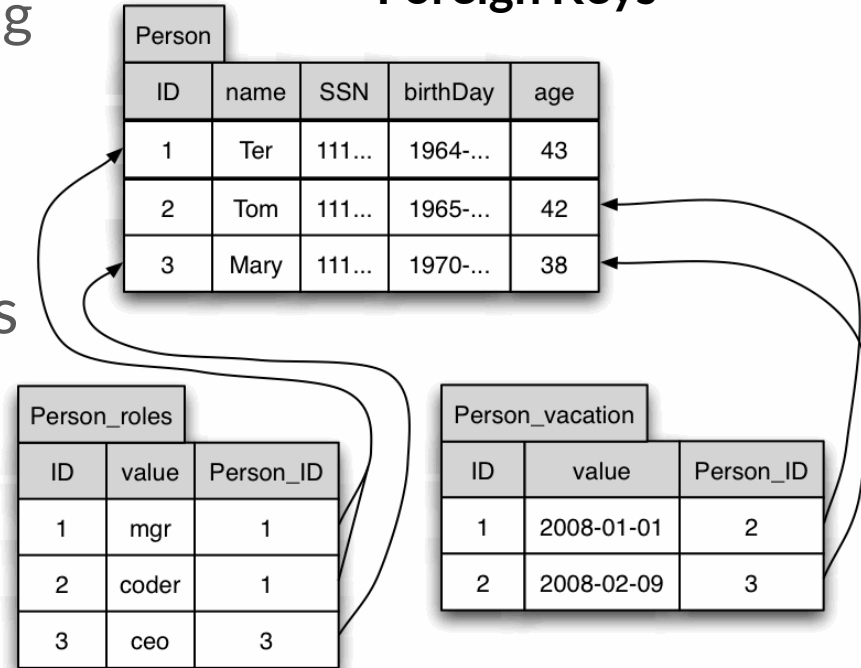 g
Person
ID name SSN birthDay age
1 Ter 111... 1964-... 43
2 Tom 111... 1965-... 42
3 Mary 111... 1970-... 38
s
Person_roles
ID value Person_ID
1 mgr 1
2 coder 1
3 ceo 3
Person_vacation
ID value Person_ID
1 2008-01-01 2
2 2008-02-09 3